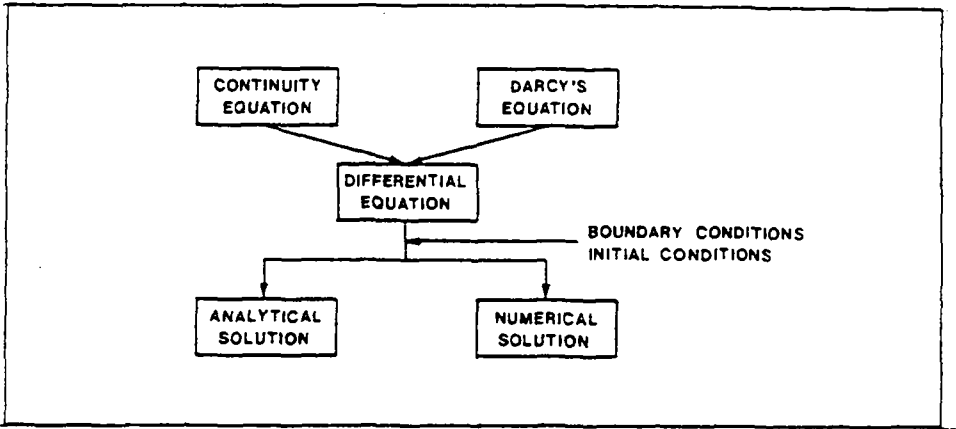 CONTINUITY
EQUATION
DARCY'S
EQUATION
DIFFERENTIAL
EQUATION
BOUNDARY CONDITIONS
INITIAL CONDITIONS
ANALYTICAL
SOLUTION
NUMERICAL
SOLUTION